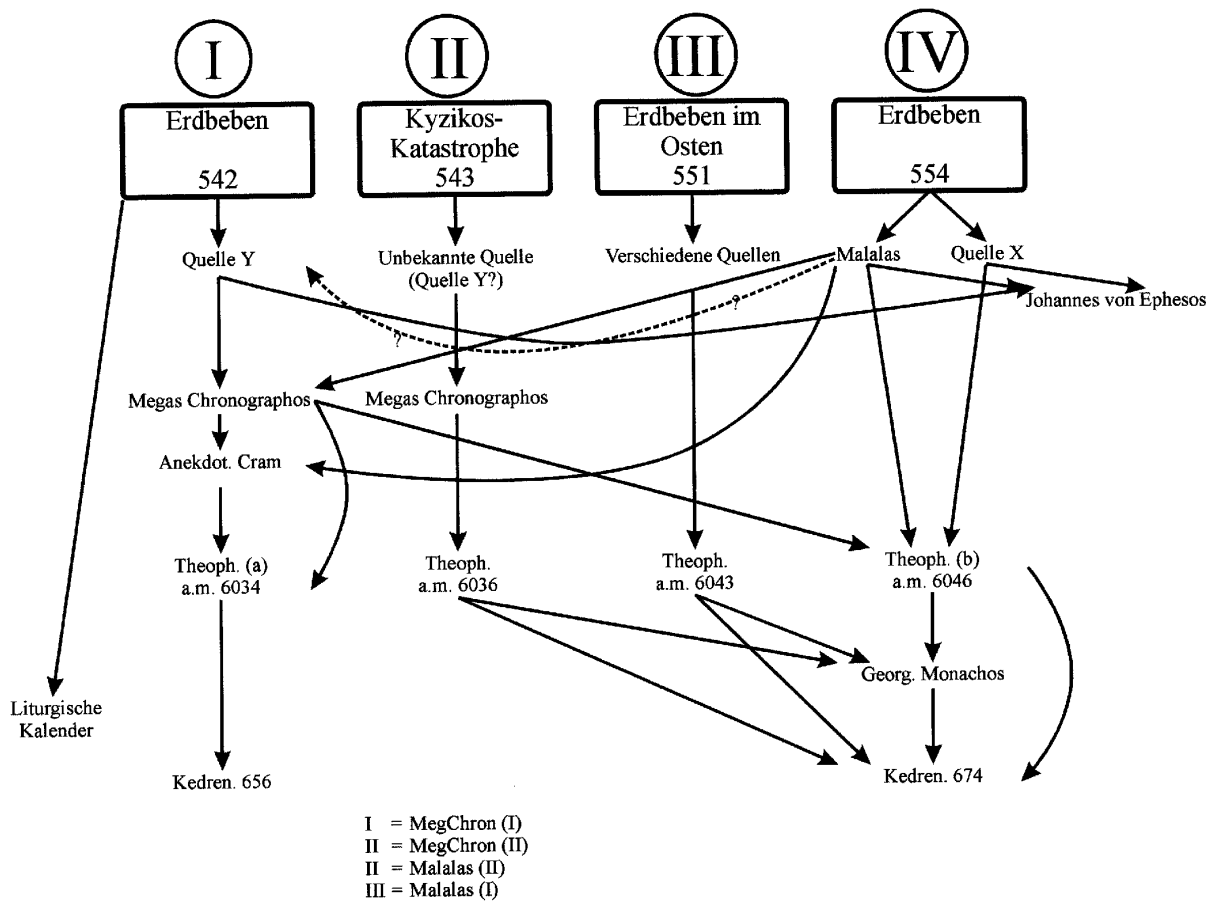 I
II
III
IV
Erdbeben
542
Kyzikos-
Katastrophe
543
Erdbeben im
Osten
551
Erdbeben
554
Quelle Y
Unbekannte Quelle
(Quelle Y?)
Verschiedene Quellen
Malalas
Quelle X
Johannes von Ephesos
?
?
Megas Chronographos
Megas Chronographos
Anekdot. Cram
Theoph. (a)
a.m. 6034
Theoph.
a.m. 6036
Theoph.
a.m. 6043
Theoph. (b)
a.m. 6046
Georg. Monachos
Liturgische
Kalender
Kedren. 656
Kedren. 674
I = MegChron (I)
II = MegChron (II)
II = Malalas (II)
III = Malalas (I)